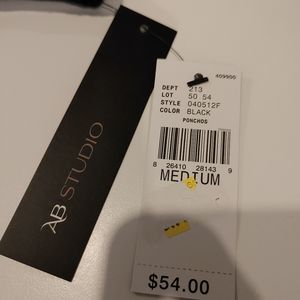 AB STUDIO
409900
DEPT 213
LOT 50 54
STYLE 040512F
COLOR BLACK
PONCHOS
8 26410 28143 9
MEDIUM
$54.00